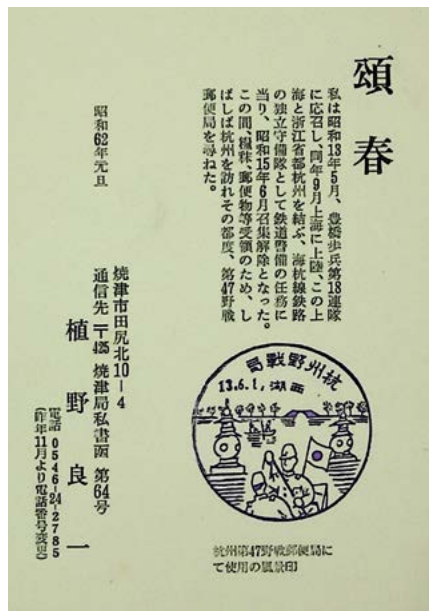 頌春
私は昭和13年5月、豊橋歩兵第18連隊
に応召し、同年9月上海に上陸、この上
海と浙江省都杭州を結ぶ、海杭線鉄路
の独立守備隊として鉄道警備の任務に
当り、昭和15年6月召集解除となった。
この間、糧秣、郵便物等受領のため、し
ばしば杭州を訪れその都度、第47野戦
郵便局を尋ねた。
昭和62年元旦
焼津市田尻北10−4
通信先 〒425 焼津局私書函 第64号
植野良一
電話 0546-24-2785
(昨年11月より電話番号変更)
杭州野戰局
13.6.1,
西湖
杭州第47野戦郵便局に
て使用の風景印